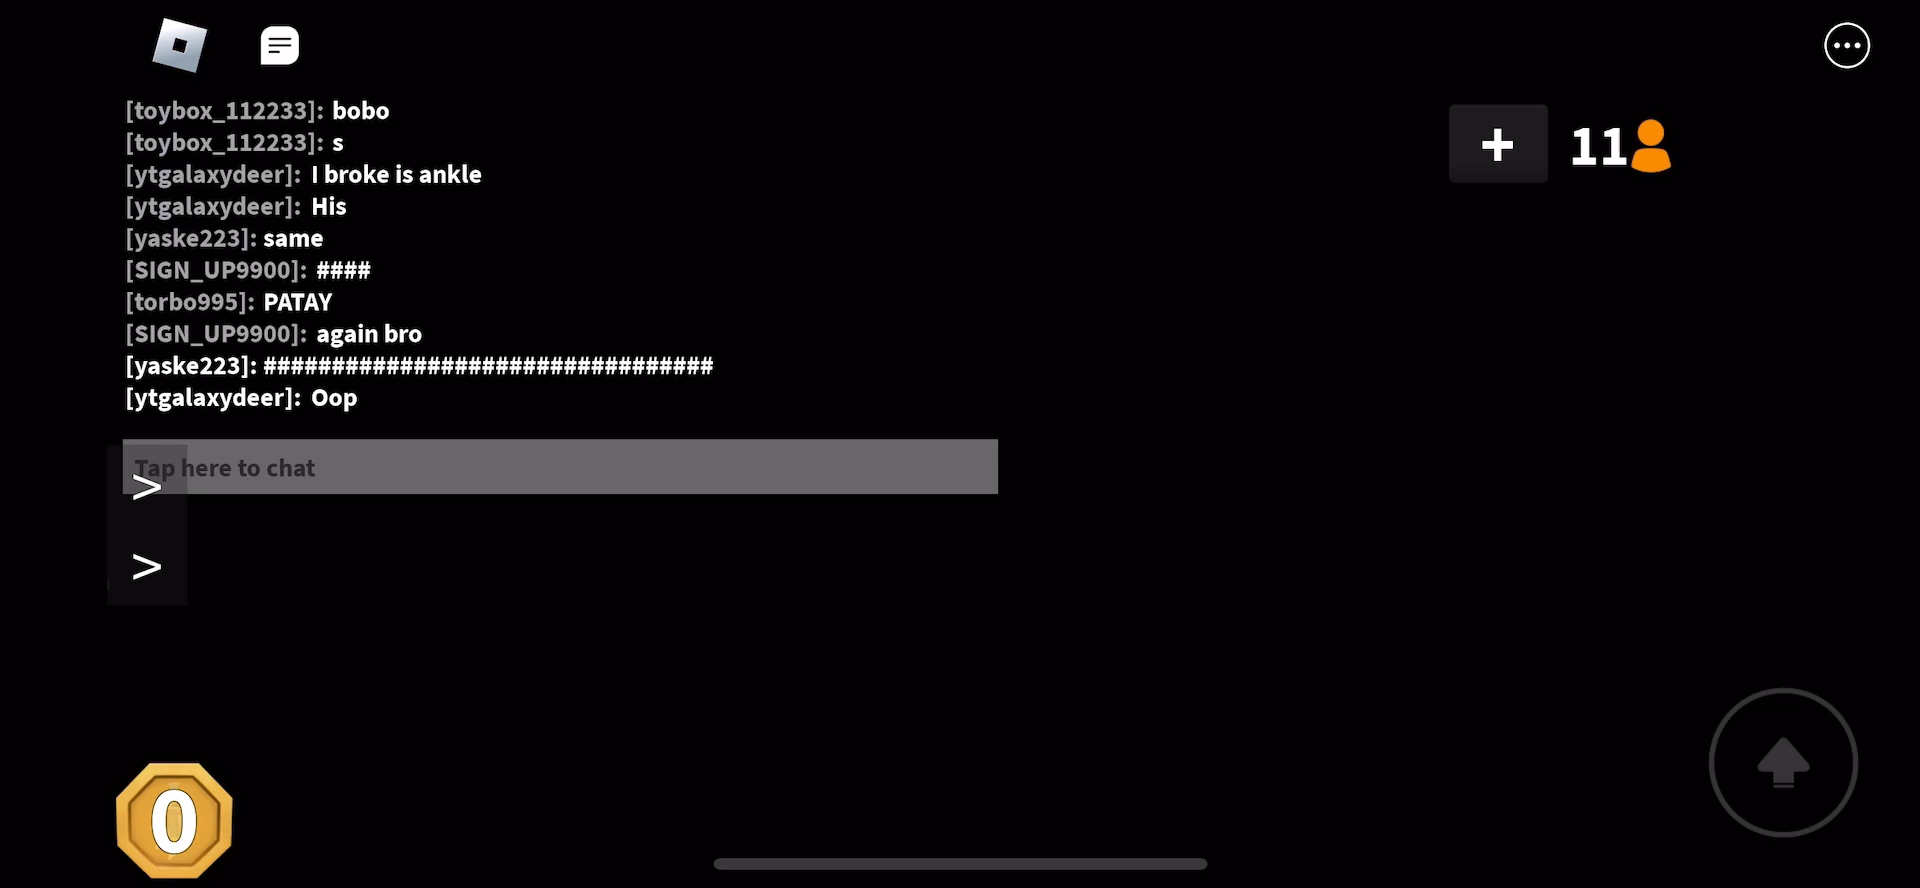 [toybox_112233]: bobo
[toybox_112233]: s
[ytgalaxydeer]: I broke is ankle
[ytgalaxydeer]: His
[yaske223]: same
[SIGN_UP9900]: ####
[torbo995]: PATAY
[SIGN_UP9900]: again bro
[yaske223]: #################################
[ytgalaxydeer]: Oop
Tap here to chat
>
>
+ 11
0